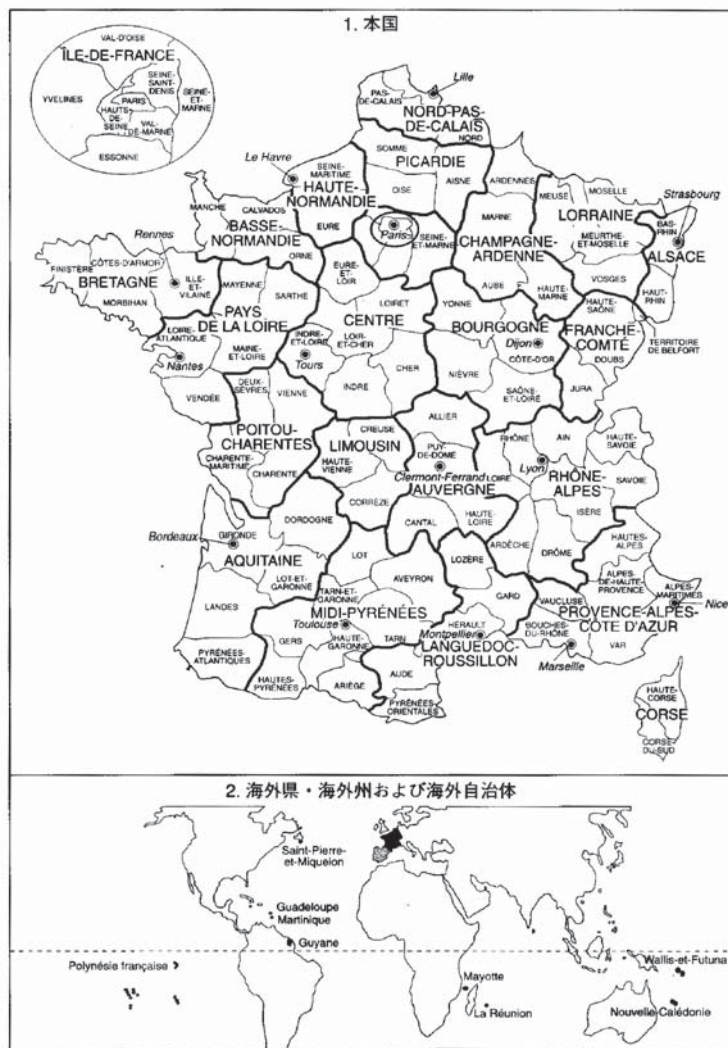 1. 本国
VAL-D'OISE
ÎLE-DE-FRANCE
SEINE-
SAINT-
DENIS
YVELINES
PARIS
HAUTS-
DE-
SEINE
VAL-
DE-MARNE
SEINE-
ET-
MARNE
ESSONNE
Lille
PAS-
DE-CALAIS
NORD-PAS-
DE-CALAIS
NORD
SOMME
PICARDIE
OISE
AISNE
Le Havre
SEINE-
MARITIME
HAUTE-
NORMANDIE
EURE
ARDENNES
MEUSE
MOSELLE
Strasbourg
MANCHE
CALVADOS
BASSE-
NORMANDIE
ORNE
Paris
SEINE-
ET-MARNE
MARNE
CHAMPAGNE-
ARDENNE
AUBE
HAUTE-
MARNE
LORRAINE
MEURTHE-
ET-MOSELLE
VOSGES
BAS-
RHIN
ALSACE
HAUT-
RHIN
Rennes
FINISTÈRE
CÔTES-D'ARMOR
BRETAGNE
ILLE-
ET-
VILAINE
MORBIHAN
MAYENNE
SARTHE
PAYS
DE LA LOIRE
LOIRE-
ATLANTIQUE
MAINE-
ET-LOIRE
Nantes
VENDÉE
EURE-
ET-
LOIR
LOIRET
CENTRE
INDRE-
ET-LOIRE
LOIR-
ET-CHER
Tours
CHER
INDRE
YONNE
BOURGOGNE
Dijon
CÔTE-D'OR
NIÈVRE
SAÔNE-
ET-LOIRE
HAUTE-
SAÔNE
FRANCHE-
COMTÉ
DOUBS
JURA
TERRITOIRE
DE BELFORT
DEUX-
SÈVRES
VIENNE
POITOU-
CHARENTES
CHARENTE-
MARITIME
CHARENTE
CREUSE
LIMOUSIN
HAUTE-
VIENNE
CORRÈZE
ALLIER
PUY-
DE-DOME
Clermont-Ferrand
LOIRE
AUVERGNE
CANTAL
HAUTE-
LOIRE
RHÔNE
AIN
HAUTE-
SAVOIE
Lyon
RHÔNE-
ALPES
SAVOIE
ISÈRE
ARDÈCHE
DRÔME
Bordeaux
GIRONDE
DORDOGNE
AQUITAINE
LOT-ET-
GARONNE
LANDES
PYRÉNÉES-
ATLANTIQUES
LOT
AVEYRON
TARN-ET-
GARONNE
MIDI-PYRÉNÉES
Toulouse
GERS
HAUTE-
GARONNE
TARN
HAUTES-
PYRÉNÉES
ARIÈGE
LOZÈRE
GARD
HÉRAULT
Montpellier
LANGUEDOC-
ROUSSILLON
AUDE
PYRÉNÉES-
ORIENTALES
HAUTES-
ALPES
ALPES-
DE-HAUTE-
PROVENCE
ALPES-
MARITIMES
Nice
VAUCLUSE
PROVENCE-ALPES-
COTE D'AZUR
BOUCHES-
DU-RHÔNE
VAR
Marseille
HAUTE-
CORSE
CORSE
CORSE-
DU-SUD
2. 海外県・海外州および海外自治体
Saint-Pierre-
et-Miquelon
Guadeloupe
Martinique
Guyane
Polynésie française
Mayotte
La Réunion
Wallis-et-Futuna
Nouvelle-Calédonie